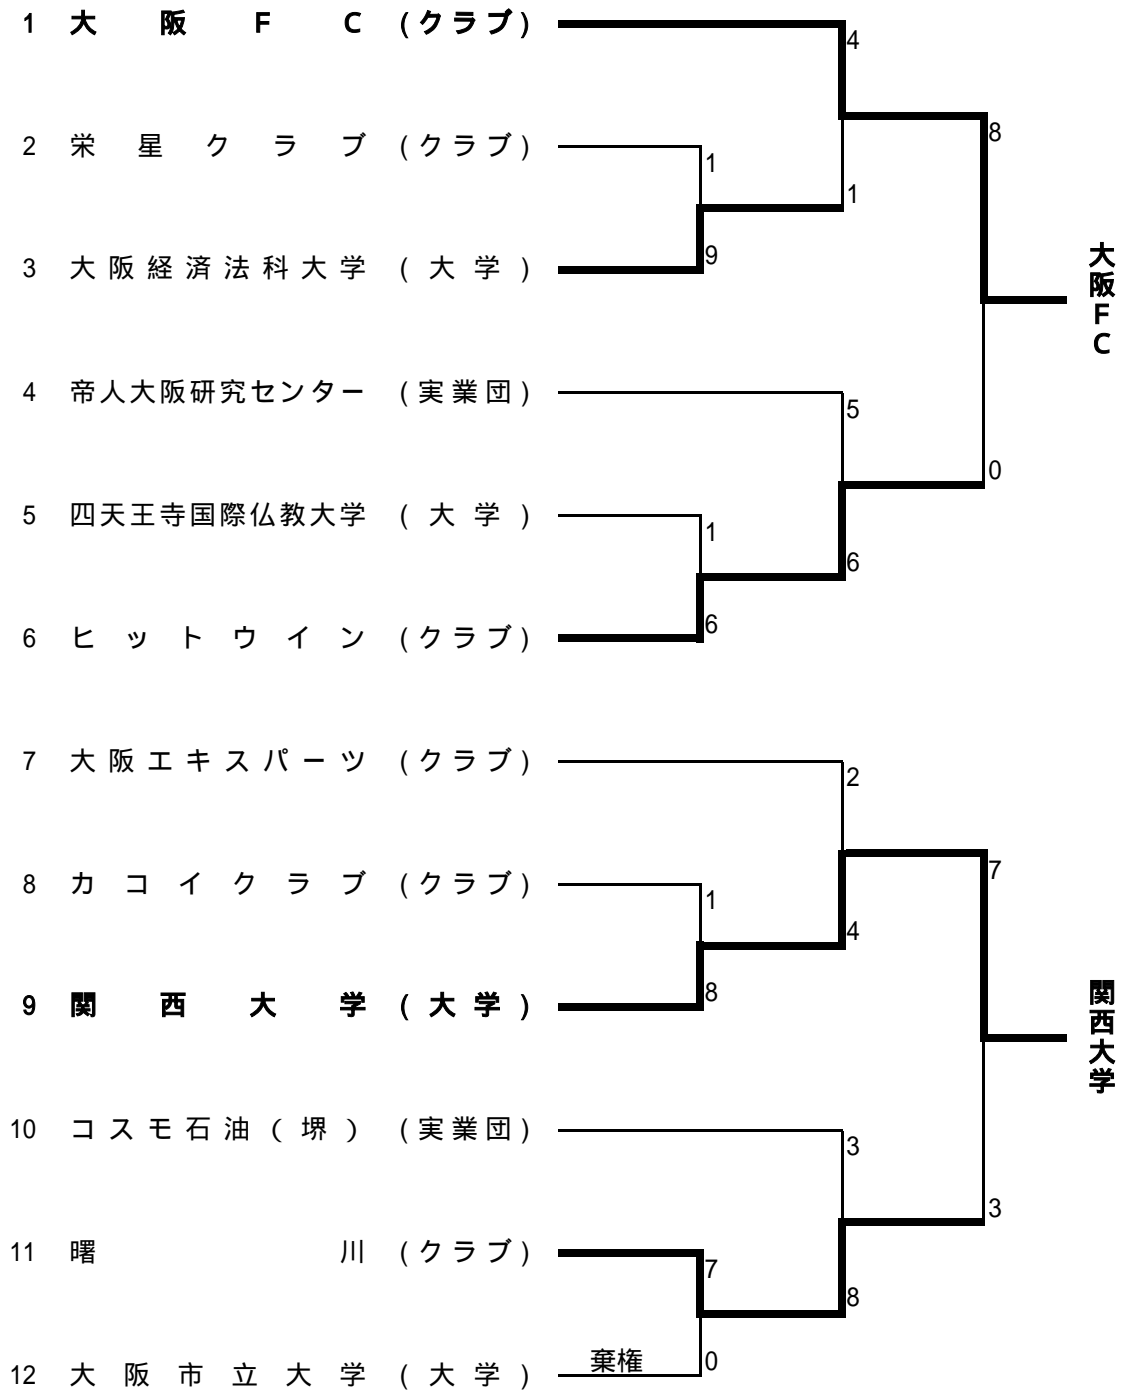 1 大阪FC (クラブ)
4
8
2 栄星クラブ (クラブ)
1
1
3 大阪経済法科大学 (大学)
9
大阪FC
4 帝人大阪研究センター (実業団)
5
0
5 四天王寺国際仏教大学 (大学)
1
6
6 ヒットウイン (クラブ)
6
7 大阪エキスパーツ (クラブ)
2
7
8 カコイクラブ (クラブ)
1
4
9 関西大学 (大学)
8
関西大学
10 コスモ石油(堺) (実業団)
3
3
11 曙川 (クラブ)
7
8
12 大阪市立大学 (大学) 棄権
0